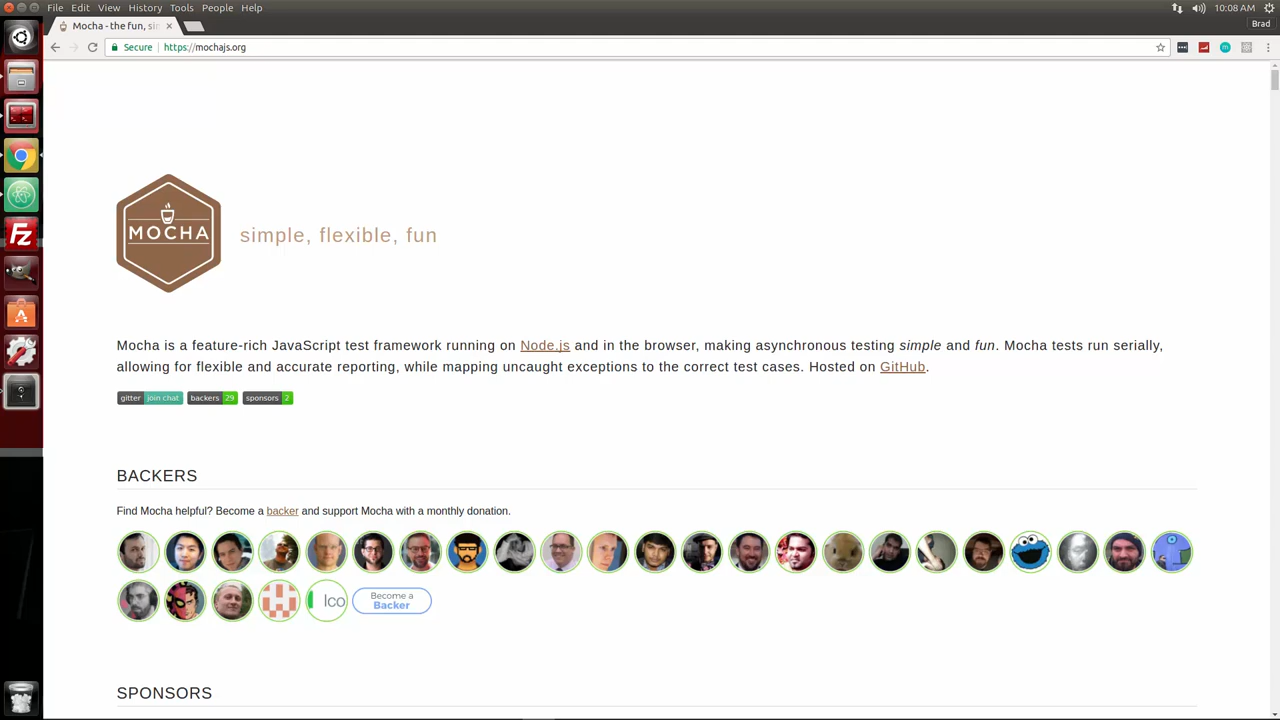 File Edit View History Tools People Help
10:08 AM
Mocha - the fun, si
Brad
Secure https://mochajs.org
MOCHA
simple, flexible, fun
Mocha is a feature-rich JavaScript test framework running on Node.js and in the browser, making asynchronous testing simple and fun. Mocha tests run serially,
allowing for flexible and accurate reporting, while mapping uncaught exceptions to the correct test cases. Hosted on GitHub.
gitter join chat backers 29 sponsors 2
BACKERS
Find Mocha helpful? Become a backer and support Mocha with a monthly donation.
Ico
Become a
Backer
SPONSORS
Fz